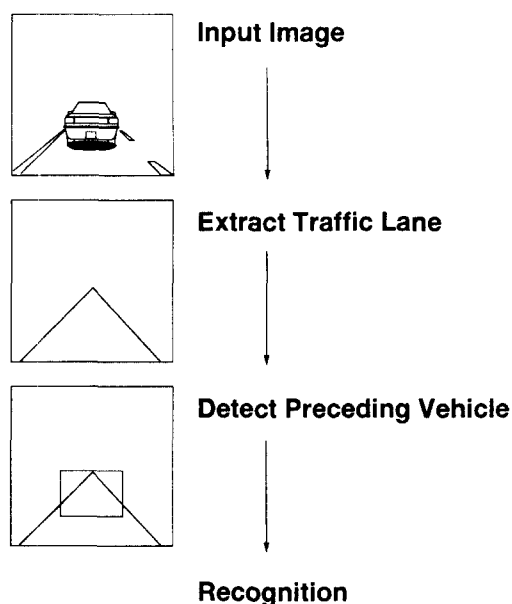 Input Image
Extract Traffic Lane
Detect Preceding Vehicle
Recognition